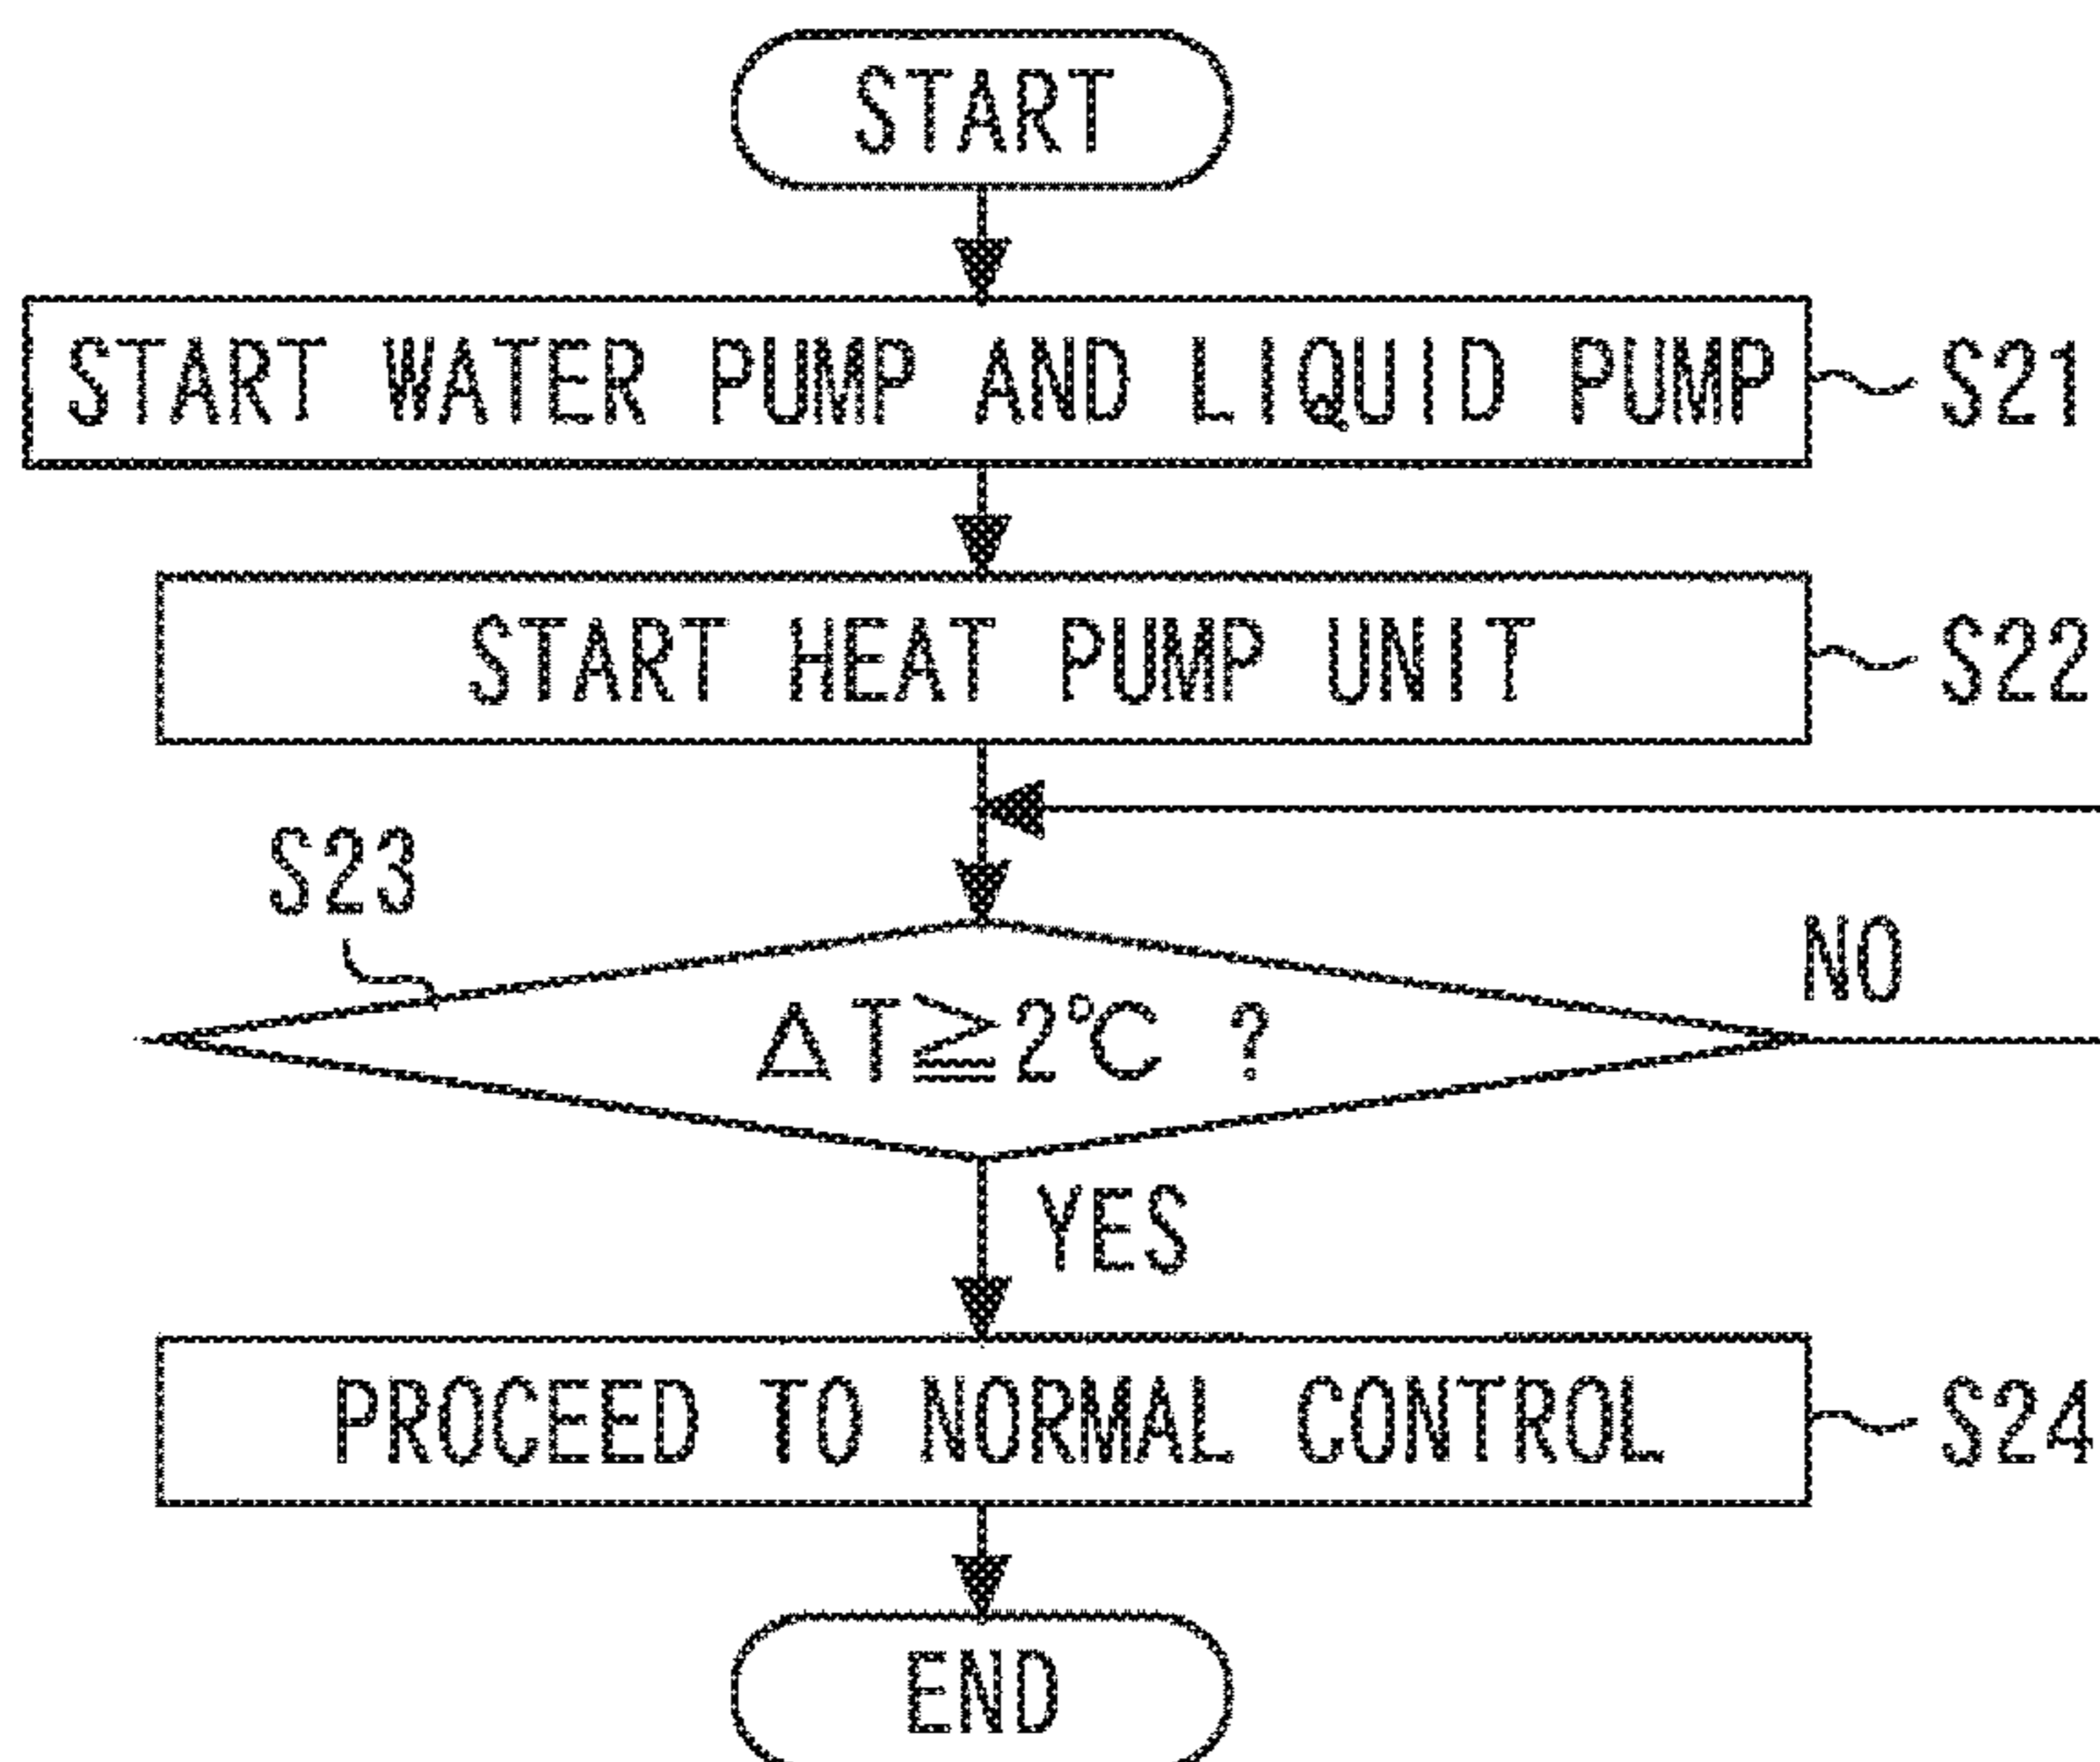 START
START WATER PUMP AND LIQUID PUMP S21
START HEAT PUMP UNIT S22
S23
NO
ΔT≧2℃ ?
YES
PROCEED TO NORMAL CONTROL S24
END